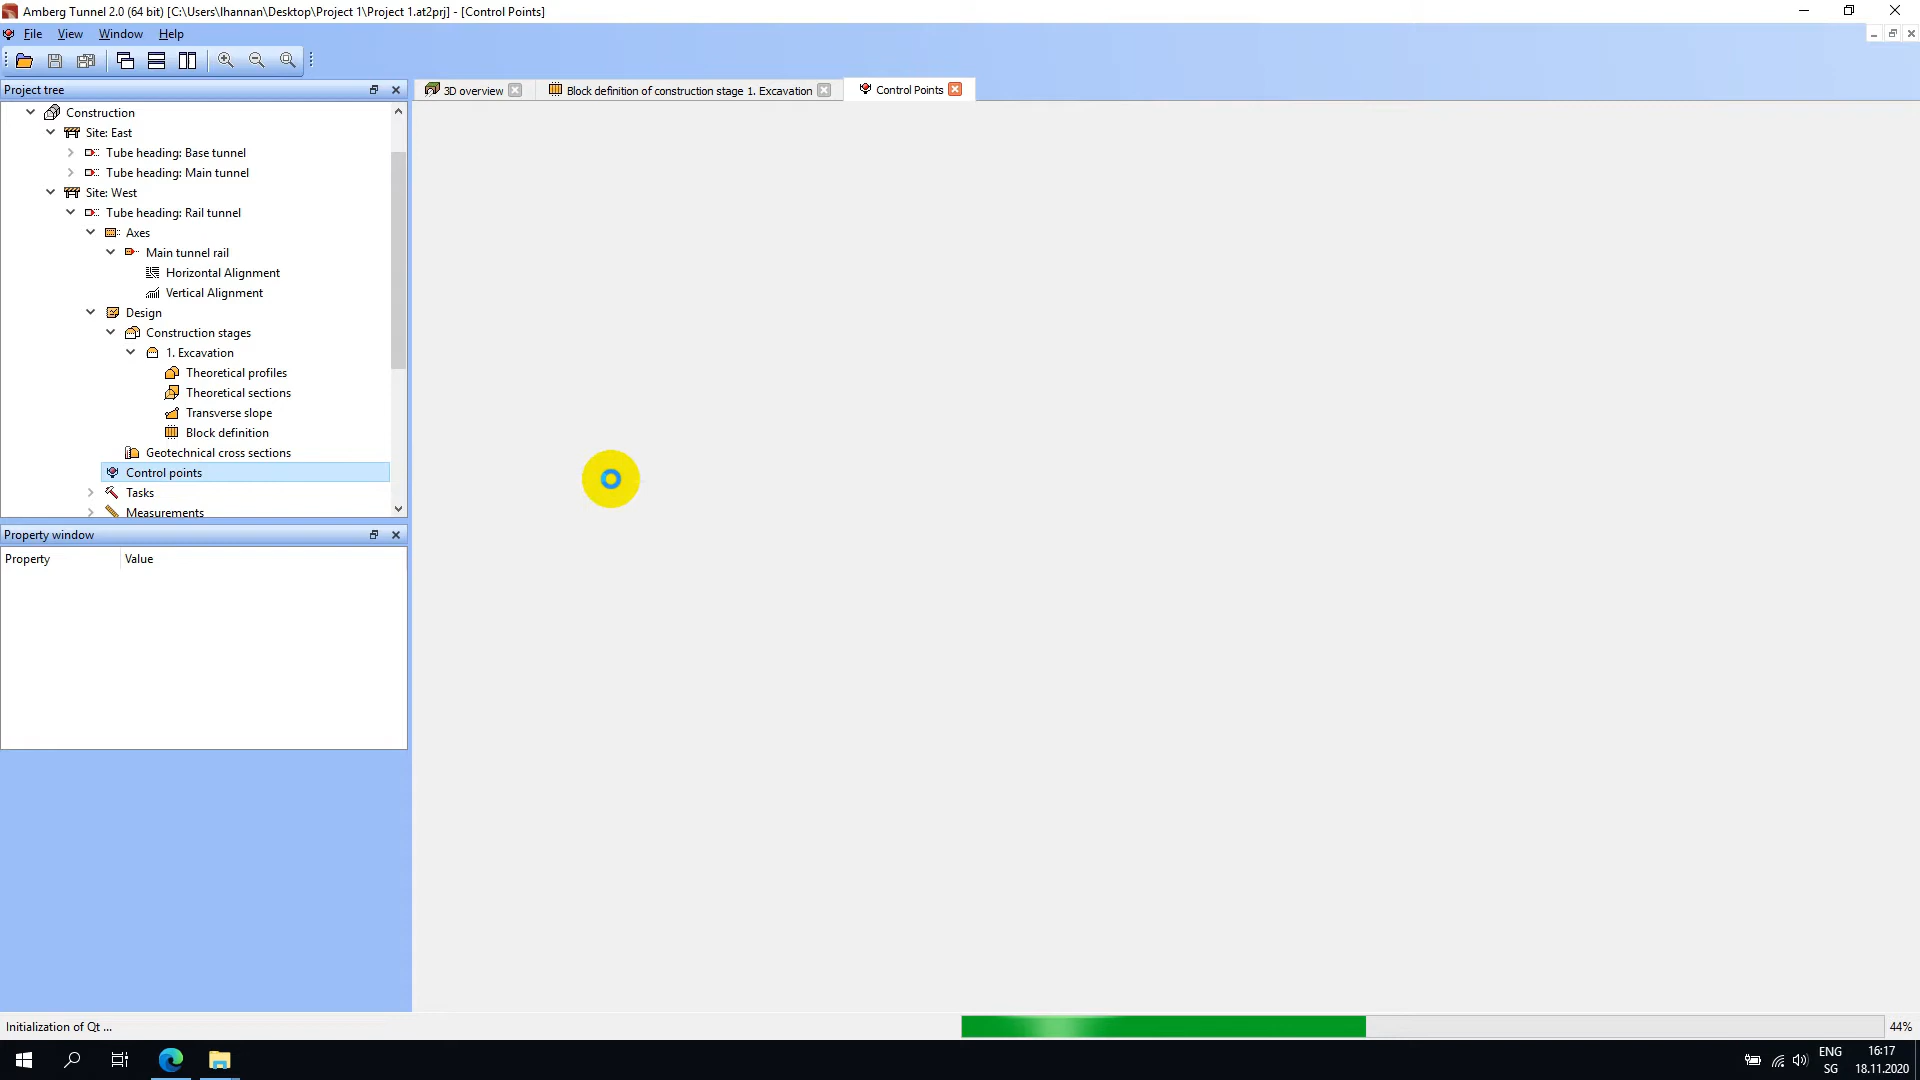 Amberg Tunnel 2.0 (64 bit) [C:\Users\lhannan\Desktop\Project 1\Project 1.at2prj] - [Control Points]
File View Window Help
Project tree
3D overview
Block definition of construction stage 1. Excavation
Control Points
Construction
Site: East
Tube heading: Base tunnel
Tube heading: Main tunnel
Site: West
Tube heading: Rail tunnel
Axes
Main tunnel rail
Horizontal Alignment
Vertical Alignment
Design
Construction stages
1. Excavation
Theoretical profiles
Theoretical sections
Transverse slope
Block definition
Geotechnical cross sections
Control points
Tasks
Measurements
Property window
Property Value
Initialization of Qt ...
44%
ENG
SG
16:17
18.11.2020